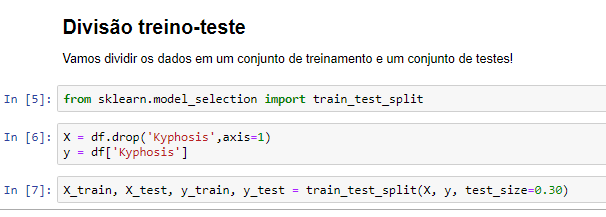 Divisão treino-teste
Vamos dividir os dados em um conjunto de treinamento e um conjunto de testes!
In [5]: from sklearn.model_selection import train_test_split
In [6]: X = df.drop('Kyphosis',axis=1)
y = df['Kyphosis']
In [7]: X_train, X_test, y_train, y_test = train_test_split(X, y, test_size=0.30)